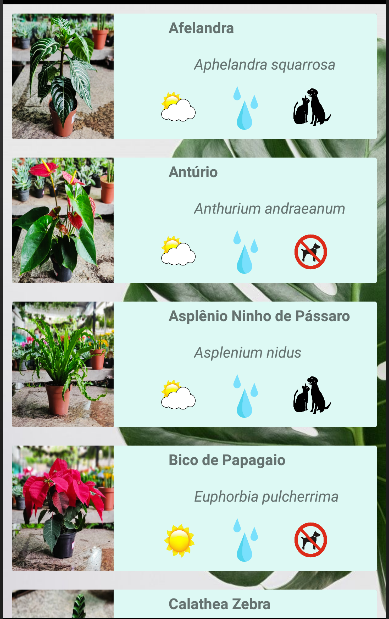 Afelandra
Aphelandra squarrosa
Antúrio
Anthurium andraeanum
Asplênio Ninho de Pássaro
Asplenium nidus
Bico de Papagaio
Euphorbia pulcherrima
Calathea Zebra